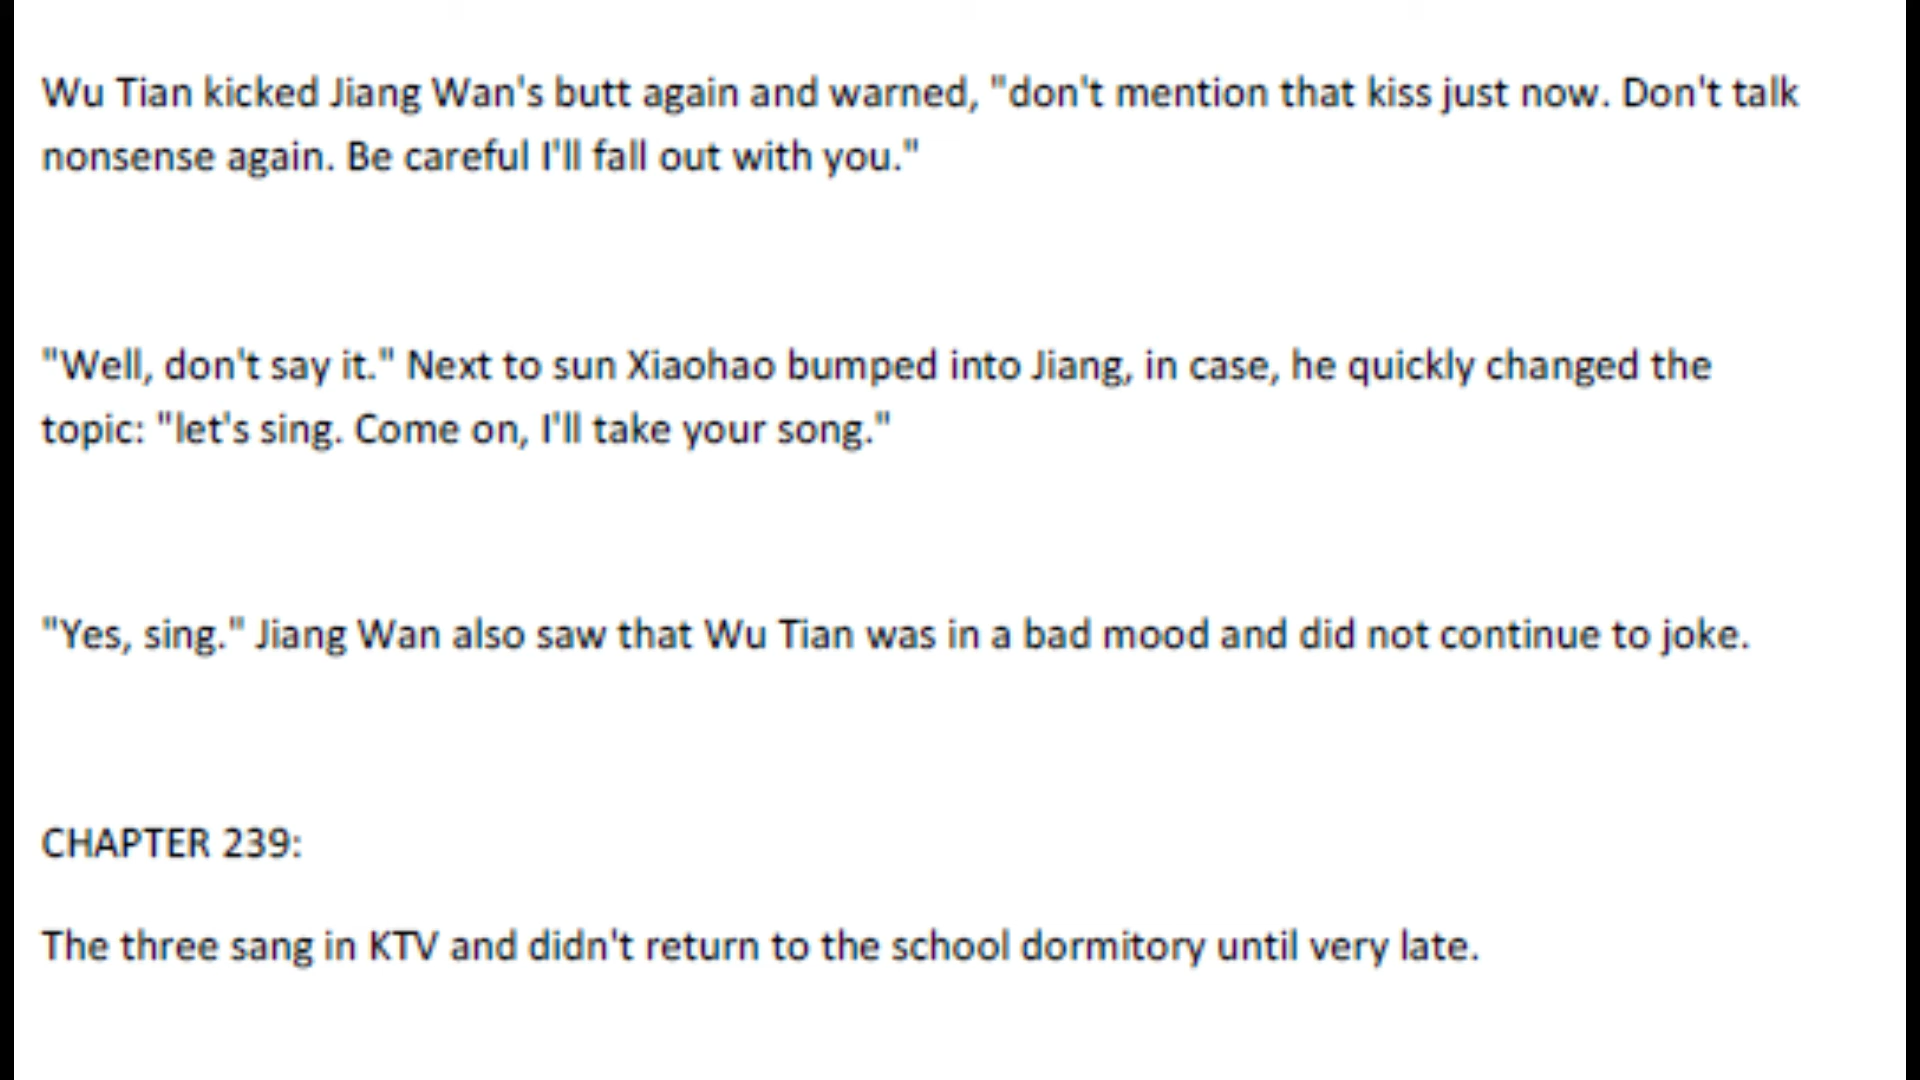 Wu Tian kicked Jiang Wan's butt again and warned, "don't mention that kiss just now. Don't talk
nonsense again. Be careful I'll fall out with you."
"Well, don't say it." Next to sun Xiaohao bumped into Jiang, in case, he quickly changed the
topic: "let's sing. Come on, I'll take your song."
"Yes, sing." Jiang Wan also saw that Wu Tian was in a bad mood and did not continue to joke.
CHAPTER 239:
The three sang in KTV and didn't return to the school dormitory until very late.